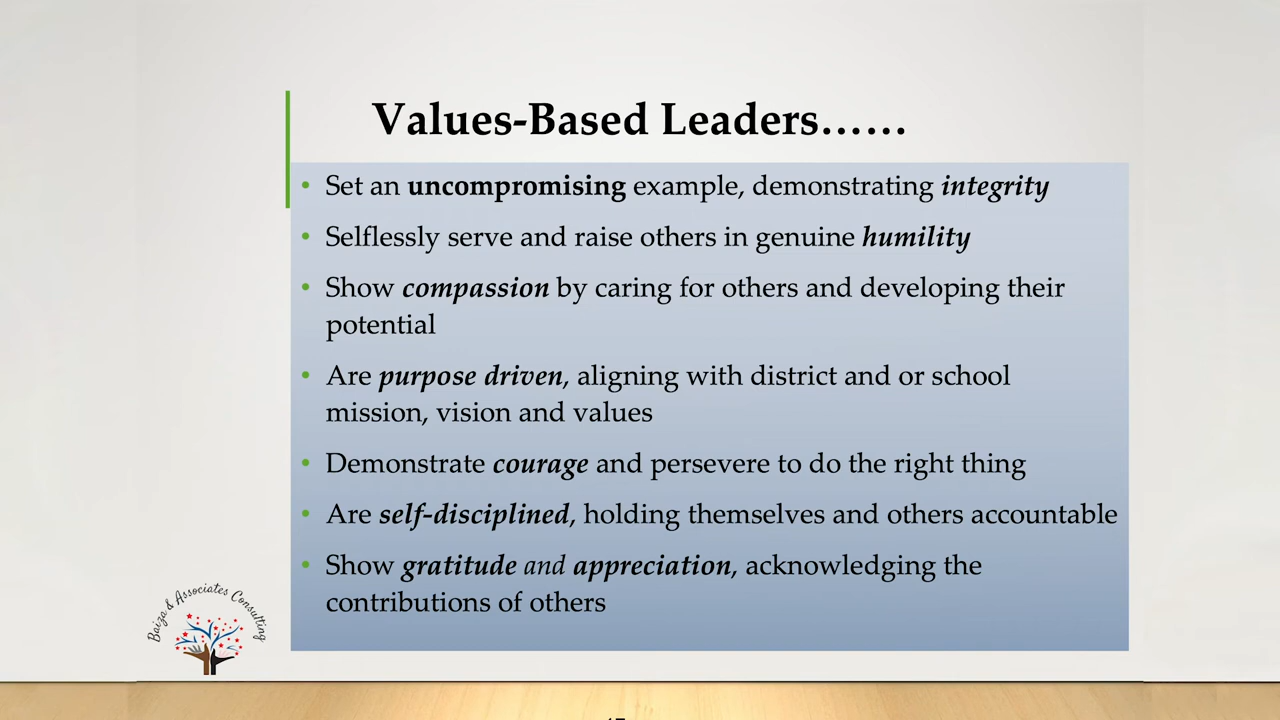 Values-Based Leaders……
• Set an uncompromising example, demonstrating integrity
• Selflessly serve and raise others in genuine humility
• Show compassion by caring for others and developing their
potential
• Are purpose driven, aligning with district and or school
mission, vision and values
• Demonstrate courage and persevere to do the right thing
• Are self-disciplined, holding themselves and others accountable
• Show gratitude and appreciation, acknowledging the
contributions of others
Baiza & Associates Consulting